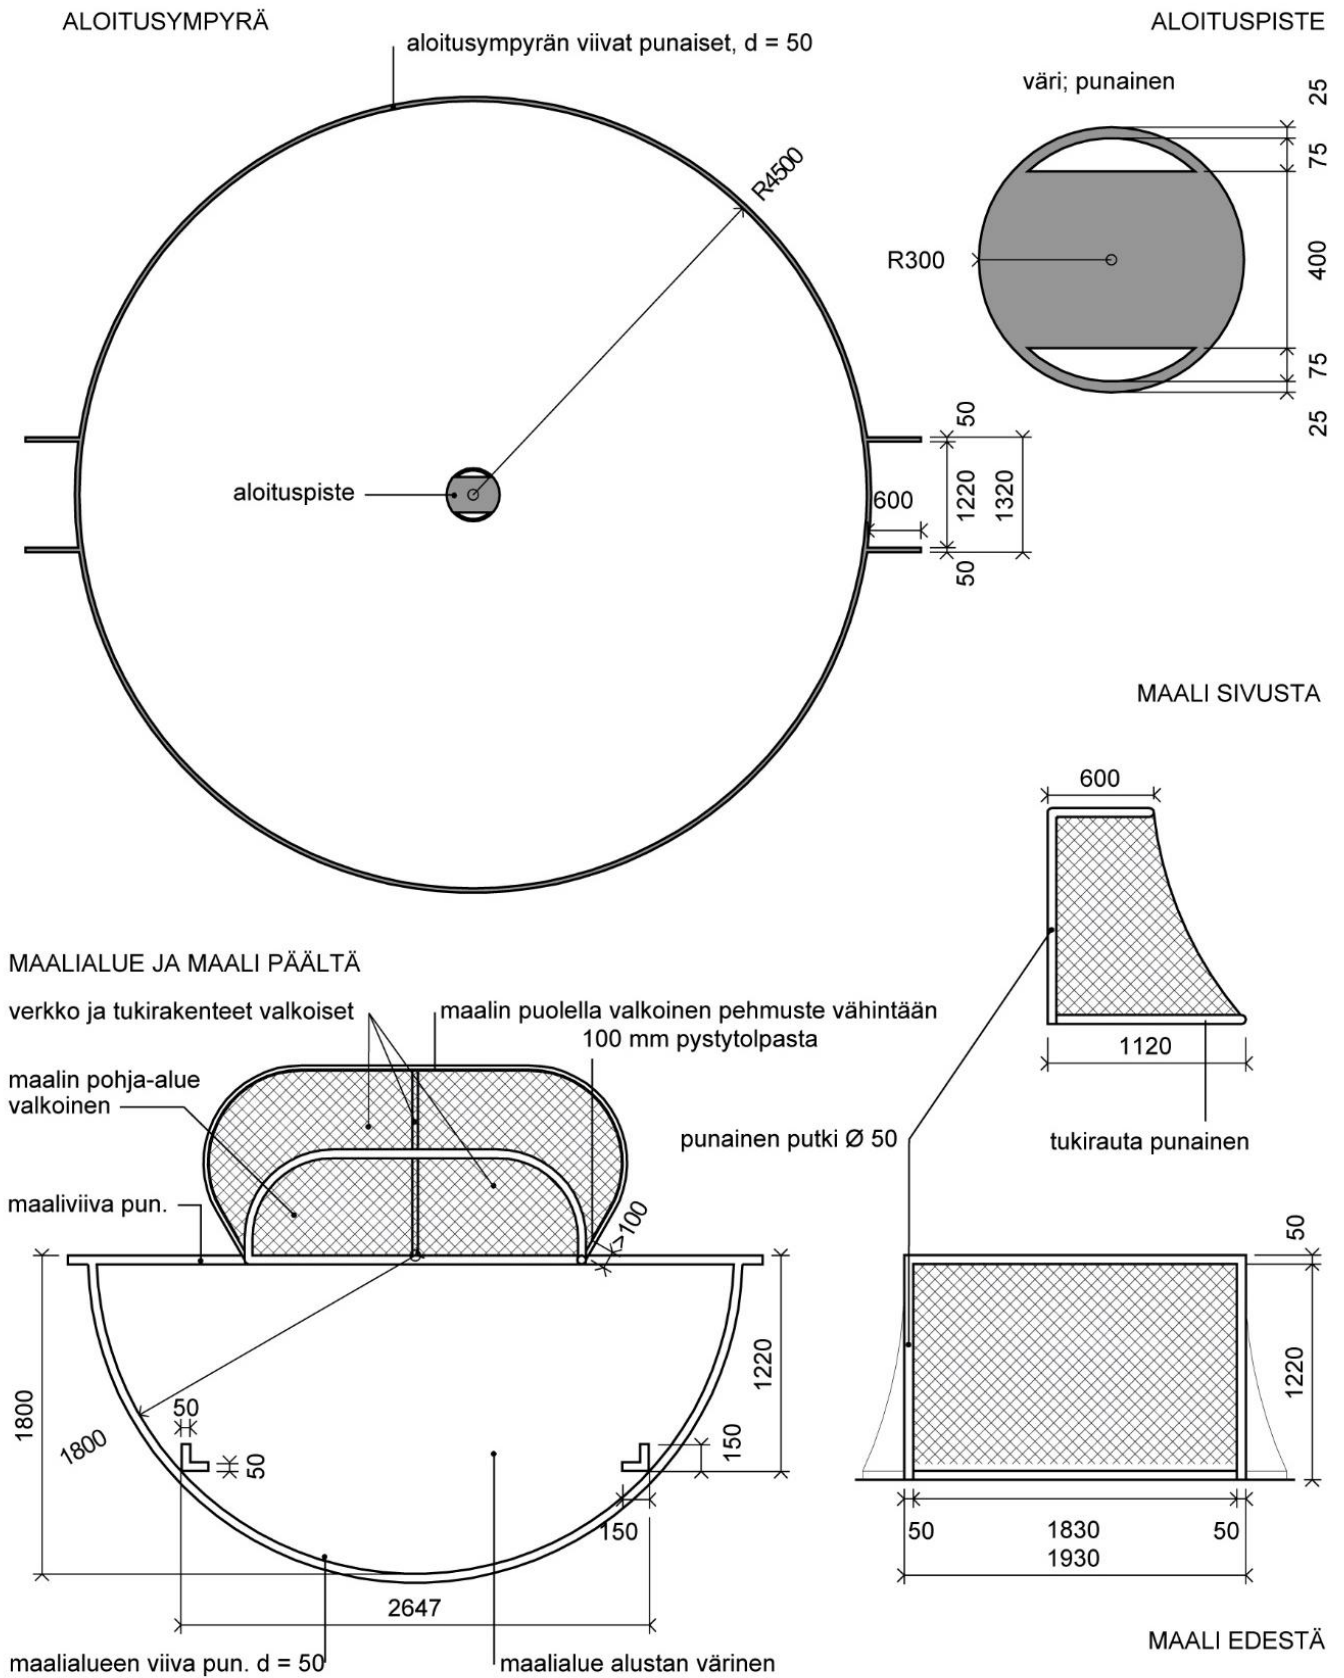 ALOITUSYMPYRÄ
aloitusympyrän viivat punaiset, d = 50
R4500
aloituspiste
600
50
1220
50
1320
ALOITUSPISTE
väri; punainen
R300
25
75
400
75
25
MAALI SIVUSTA
600
1120
punainen putki Ø 50
tukirauta punainen
MAALIALUE JA MAALI PÄÄLTÄ
verkko ja tukirakenteet valkoiset
maalin puolella valkoinen pehmuste vähintään
100 mm pystytolpasta
maalin pohja-alue
valkoinen
maaliviiva pun.
>100
1800
1800
50
50
1220
150
150
2647
maalialueen viiva pun. d = 50
maalialue alustan värinen
50
1220
50
1830
50
1930
MAALI EDESTÄ